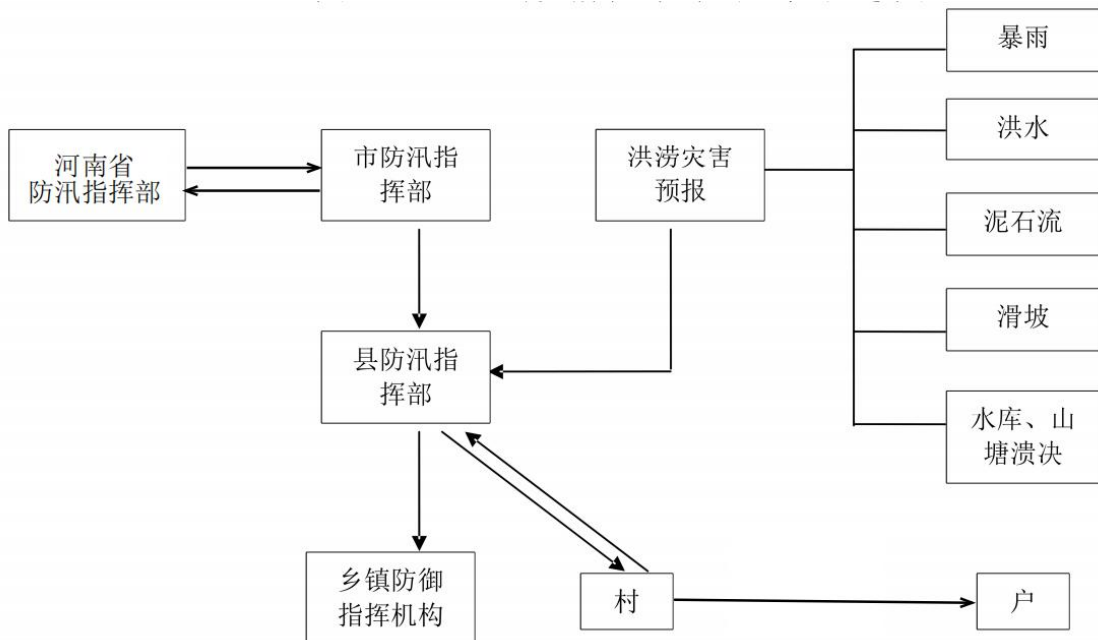 暴雨
洪水
河南省
防汛指挥部
市防汛指
挥部
洪涝灾害
预报
泥石流
滑坡
县防汛指
挥部
水库、山
塘溃决
乡镇防御
指挥机构
村
户